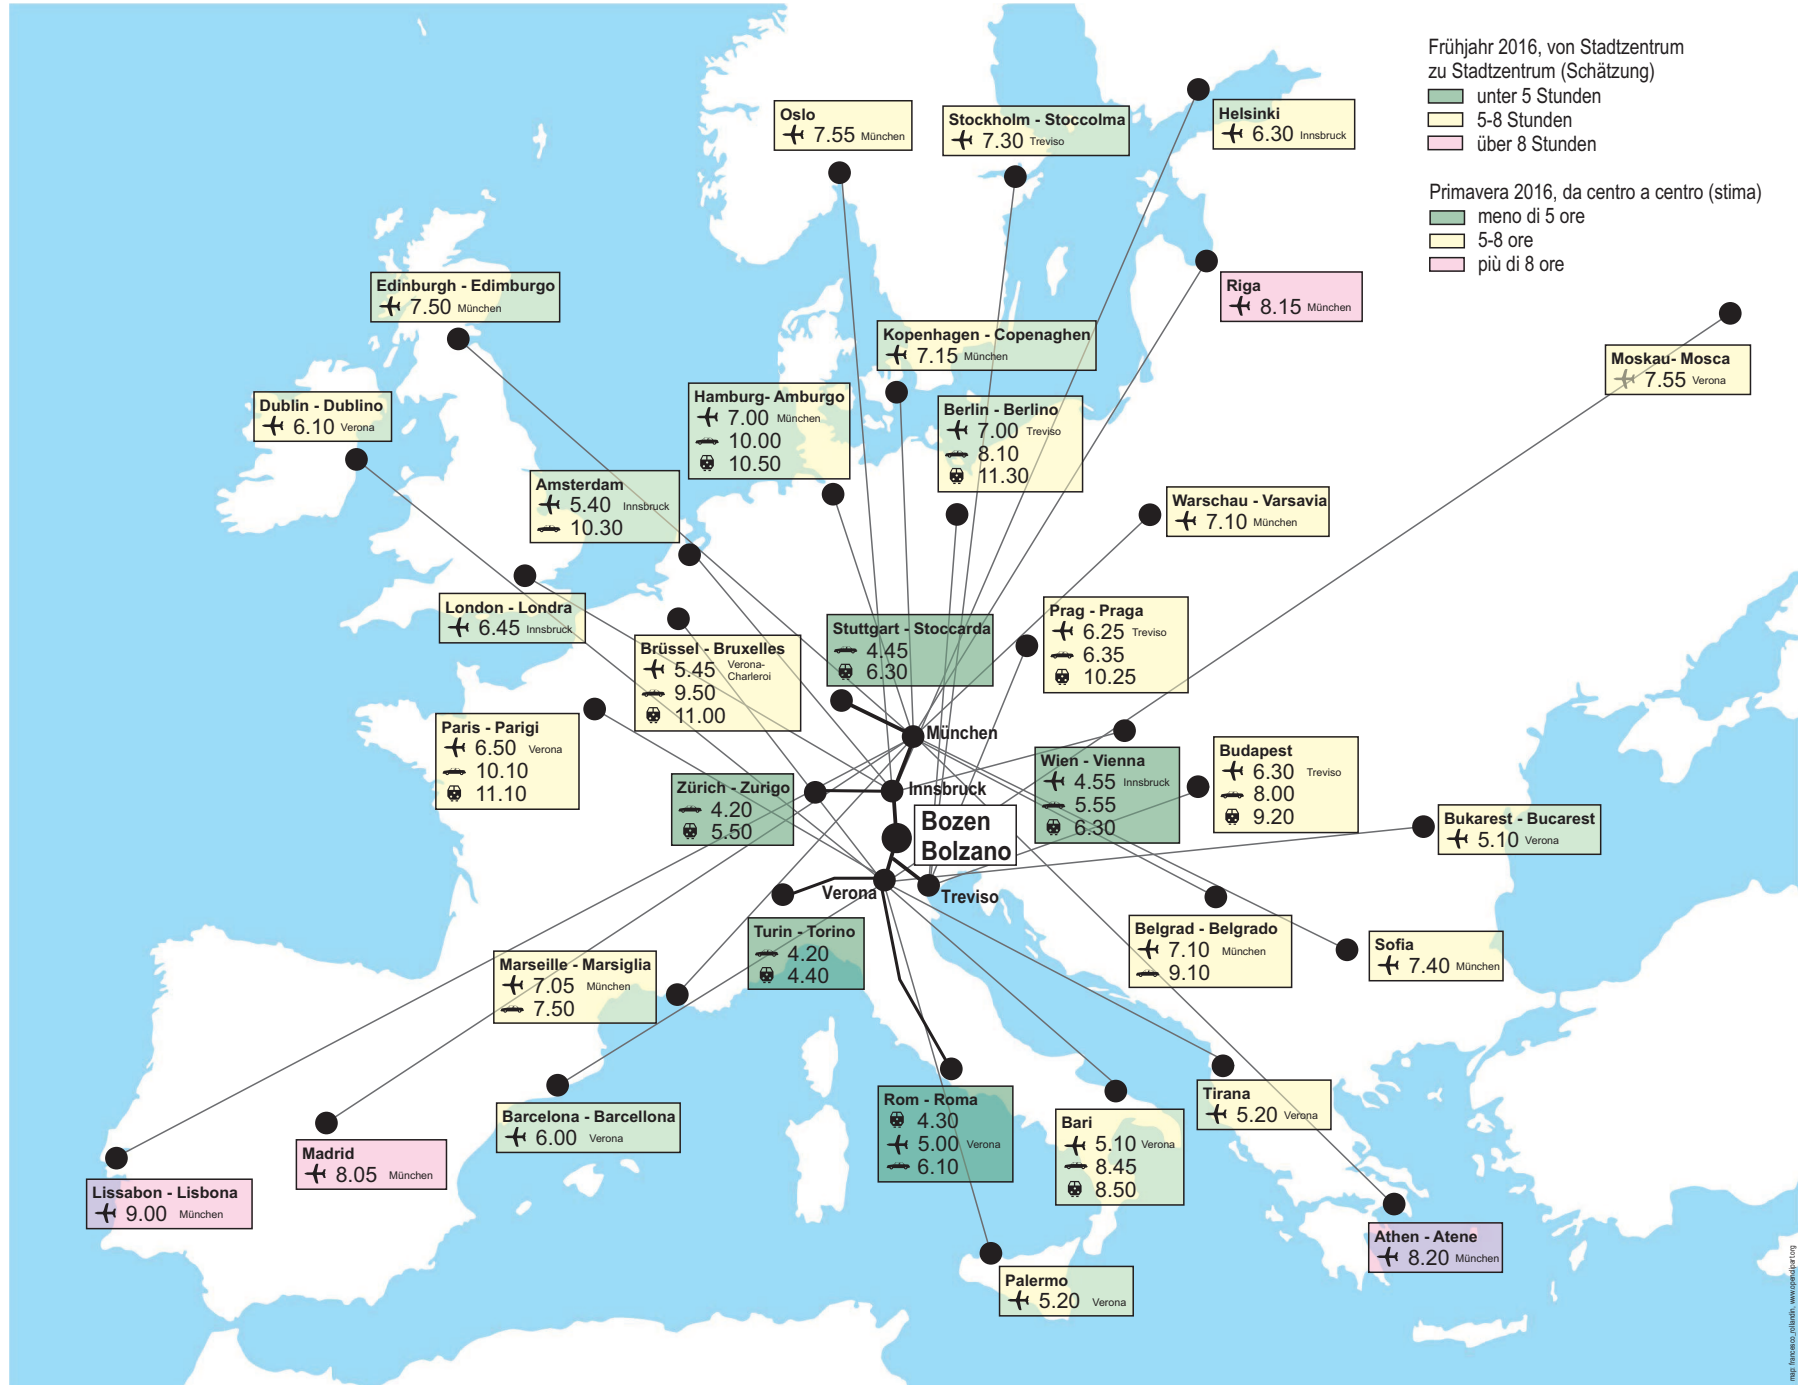 Frühjahr 2016, von Stadtzentrum
zu Stadtzentrum (Schätzung)
unter 5 Stunden
5-8 Stunden
über 8 Stunden
Primavera 2016, da centro a centro (stima)
meno di 5 ore
5-8 ore
più di 8 ore
Oslo
7.55 München
Stockholm - Stoccolma
7.30 Treviso
Helsinki
6.30 Innsbruck
Edinburgh - Edimburgo
7.50 München
Riga
8.15 München
Kopenhagen - Copenaghen
7.15 München
Moskau- Mosca
7.55 Verona
Dublin - Dublino
6.10 Verona
Hamburg- Amburgo
7.00 München
10.00
10.50
Berlin - Berlino
7.00 Treviso
8.10
11.30
Amsterdam
5.40 Innsbruck
10.30
Warschau - Varsavia
7.10 München
London - Londra
6.45 Innsbruck
Brüssel - Bruxelles
5.45 Verona-
Charleroi
9.50
11.00
Stuttgart - Stoccarda
4.45
6.30
Prag - Praga
6.25 Treviso
6.35
10.25
Paris - Parigi
6.50 Verona
10.10
11.10
München
Zürich - Zurigo
4.20
5.50
Innsbruck
Bozen
Bolzano
Wien - Vienna
4.55 Innsbruck
5.55
6.30
Budapest
6.30 Treviso
8.00
9.20
Bukarest - Bucarest
5.10 Verona
Verona
Treviso
Turin - Torino
4.20
4.40
Belgrad - Belgrado
7.10 München
9.10
Sofia
7.40 München
Marseille - Marsiglia
7.05 München
7.50
Barcelona - Barcellona
6.00 Verona
Rom - Roma
4.30
5.00 Verona
6.10
Bari
5.10 Verona
8.45
8.50
Tirana
5.20 Verona
Madrid
8.05 München
Lissabon - Lisbona
9.00 München
Athen - Atene
8.20 München
Palermo
5.20 Verona